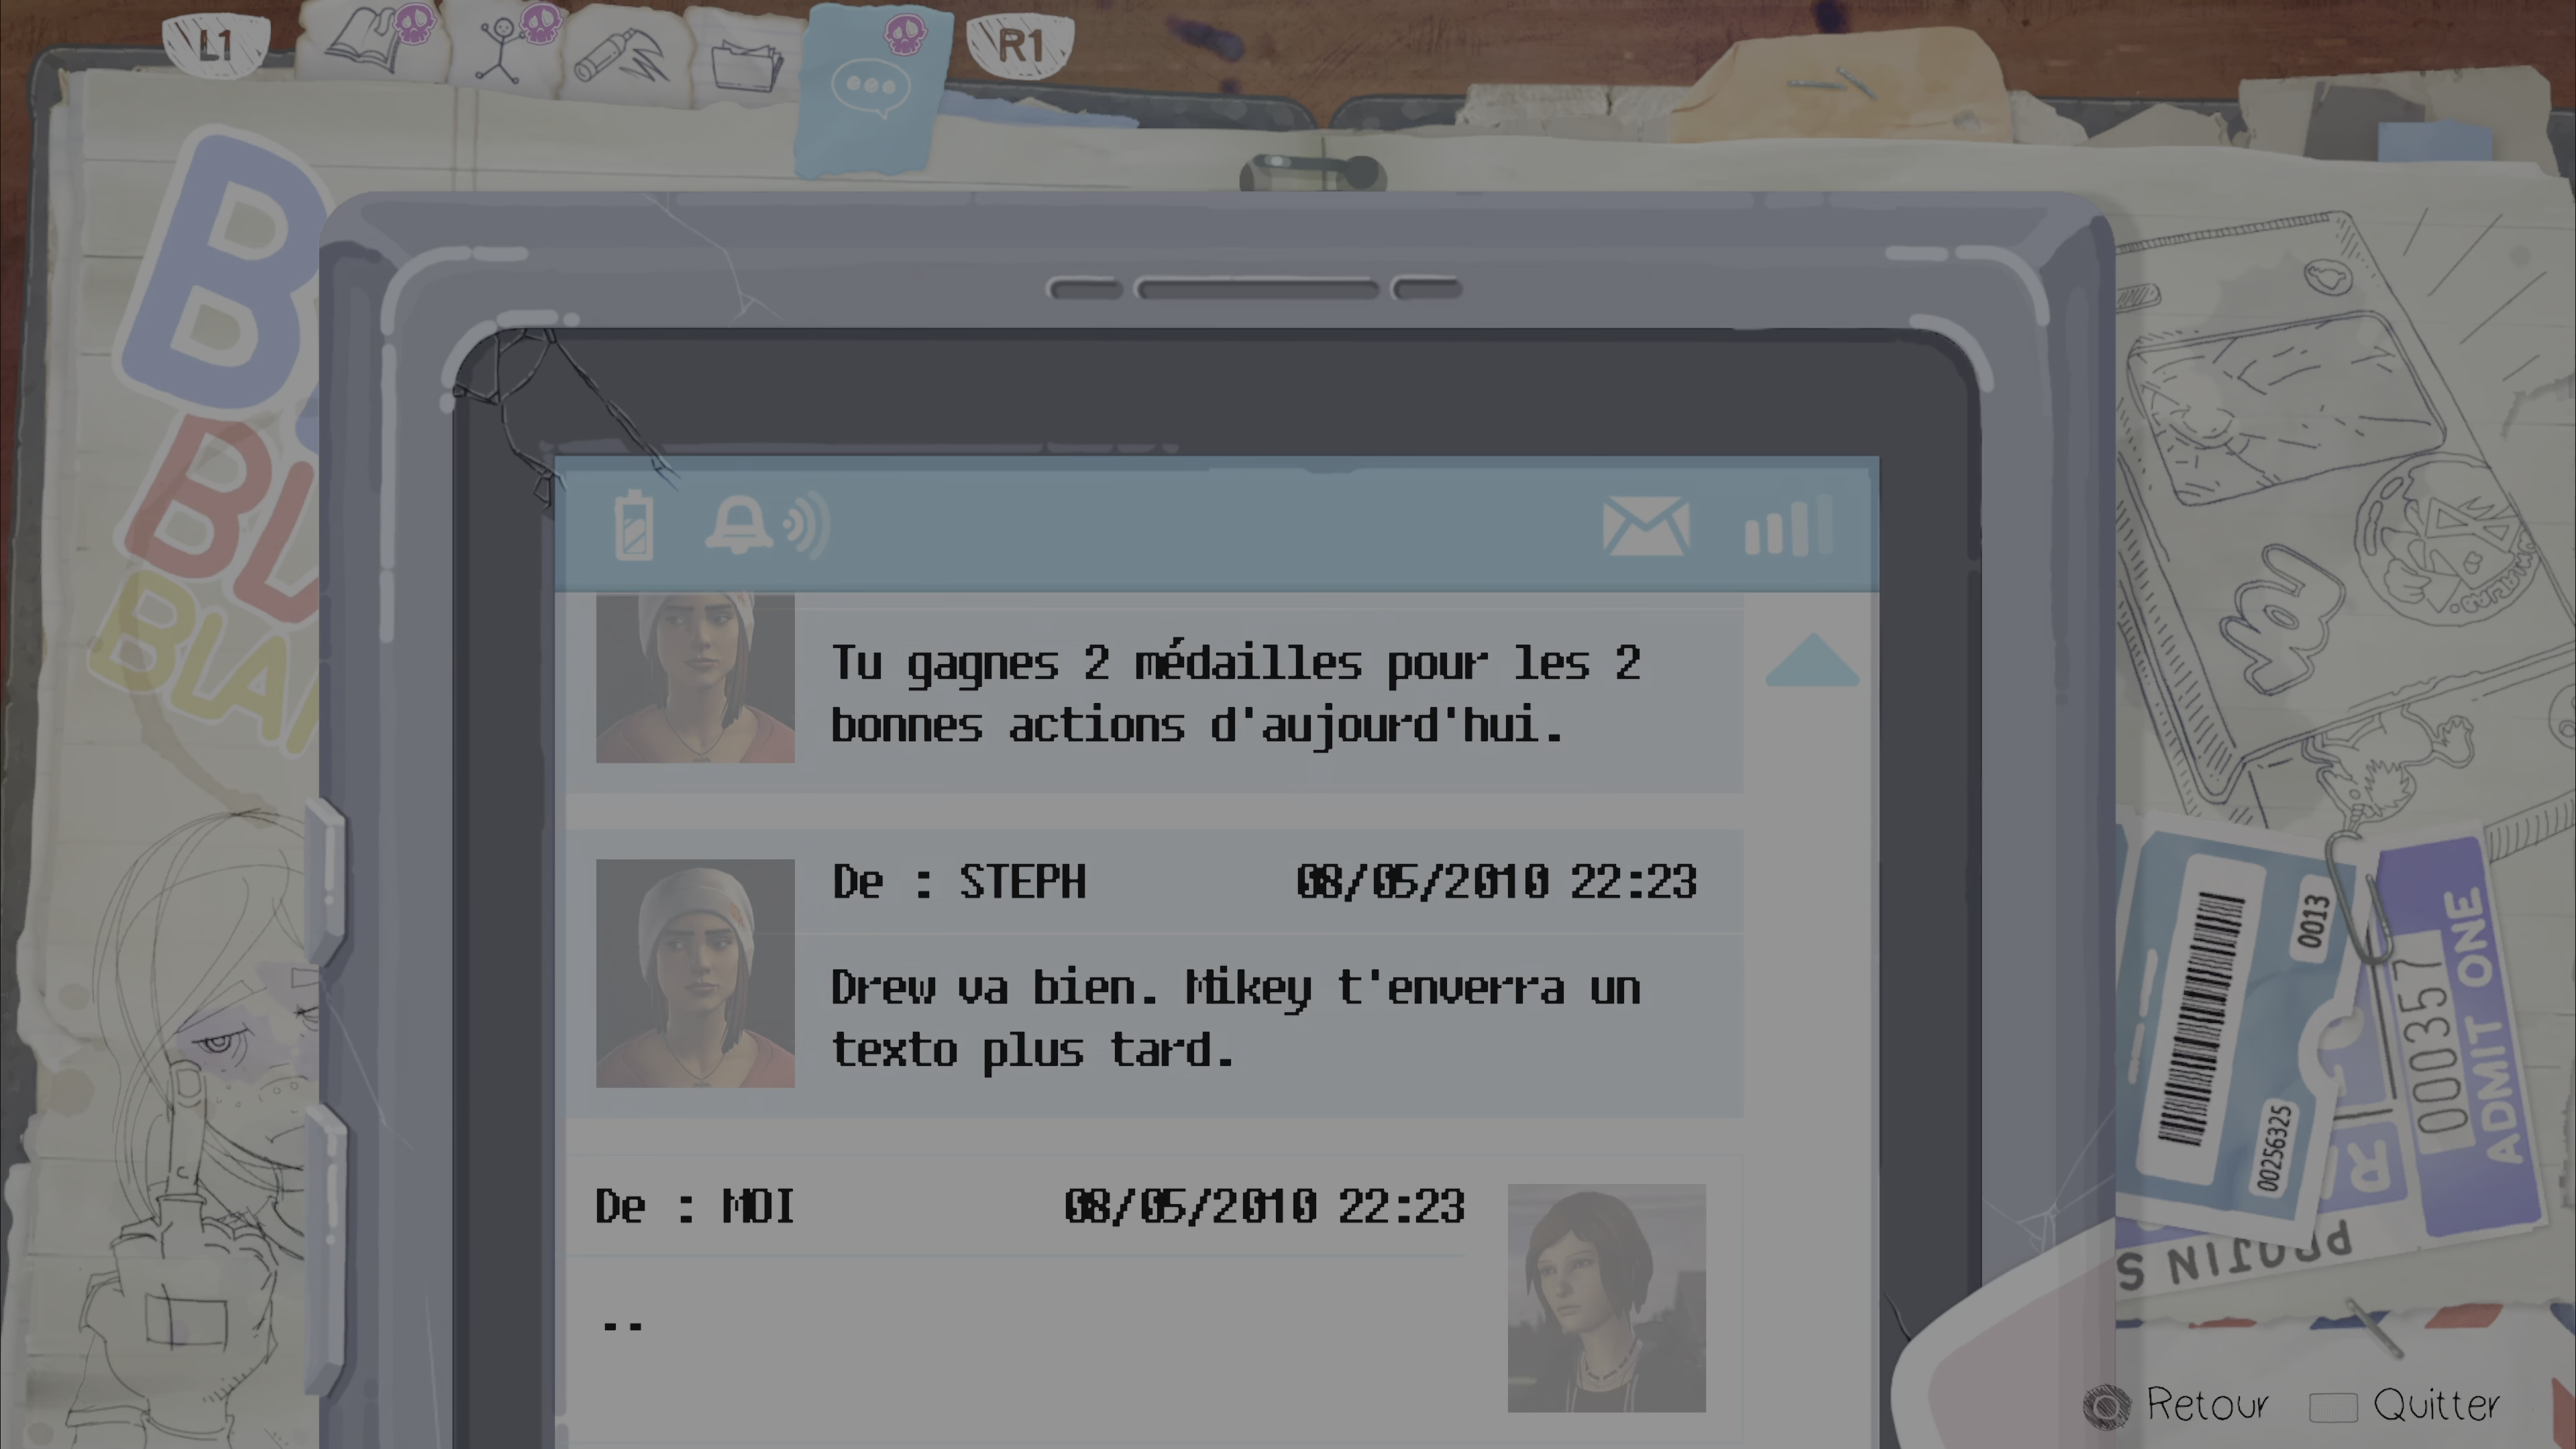 L1
R1
BL
BLA
Tu gagnes 2 médailles pour les 2
bonnes actions d'aujourd'hui.
De : STEPH 08/05/2010 22:23
Drew va bien. Mikey t'enverra un
texto plus tard.
De : MOI 08/05/2010 22:23
--
0013
00256325
000357
ADMIT ONE
Retour
Quitter